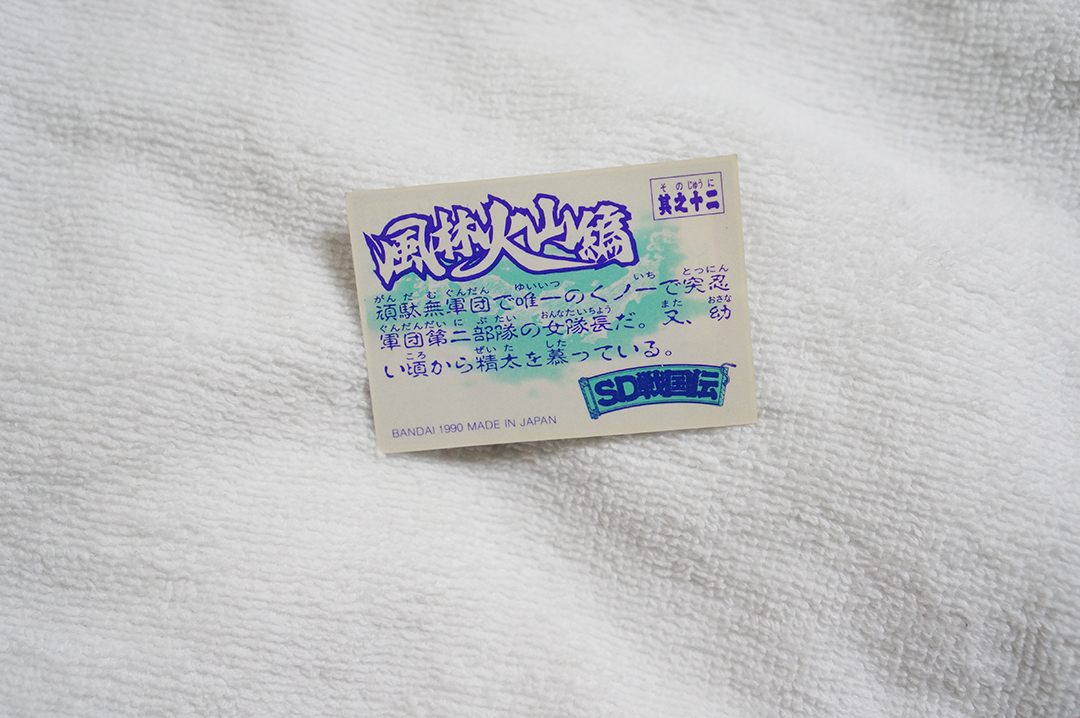 そのじゅうに
其之十二
風林火山編
がんだむぐんだん ゆいいつ いち とつにん
頑駄無軍団で唯一のくノ一で突忍
ぐんだんだいにぶたい おんなたいちょう また おさな
軍団第二部隊の女隊長だ。又、幼
ころ ぜいた した
い頃から精太を慕っている。
SD戦国伝
BANDAI 1990 MADE IN JAPAN